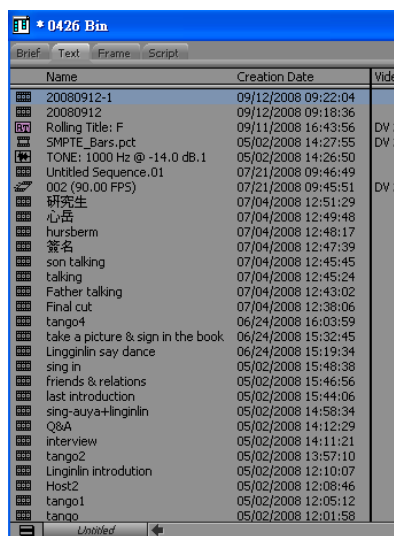 * 0426 Bin
Brief Text Frame Script
Name Creation Date Vide
20080912-1 09/12/2008 09:22:04
20080912 09/12/2008 09:18:36
Rolling Title: F 09/11/2008 16:43:56 DV
SMPTE_Bars.pct 05/02/2008 14:27:55 DV
TONE: 1000 Hz @ -14.0 dB.1 05/02/2008 14:26:50
Untitled Sequence.01 07/21/2008 09:46:49
002 (90.00 FPS) 07/21/2008 09:45:51 DV
研究生 07/04/2008 12:51:29
心岳 07/04/2008 12:49:48
hursberm 07/04/2008 12:48:17
簽名 07/04/2008 12:47:39
son talking 07/04/2008 12:45:45
talking 07/04/2008 12:45:24
Father talking 07/04/2008 12:43:02
Final cut 07/04/2008 12:38:06
tango4 06/24/2008 16:03:59
take a picture & sign in the book 06/24/2008 15:32:45
Lingginlin say dance 06/24/2008 15:19:34
sing in 05/02/2008 15:48:38
friends & relations 05/02/2008 15:46:56
last introduction 05/02/2008 15:44:06
sing-auya+linginlin 05/02/2008 14:58:34
Q&A 05/02/2008 14:12:29
interview 05/02/2008 14:11:21
tango2 05/02/2008 13:57:10
Linginlin introdution 05/02/2008 12:10:07
Host2 05/02/2008 12:08:46
tango1 05/02/2008 12:05:12
tango 05/02/2008 12:01:58
Untitled